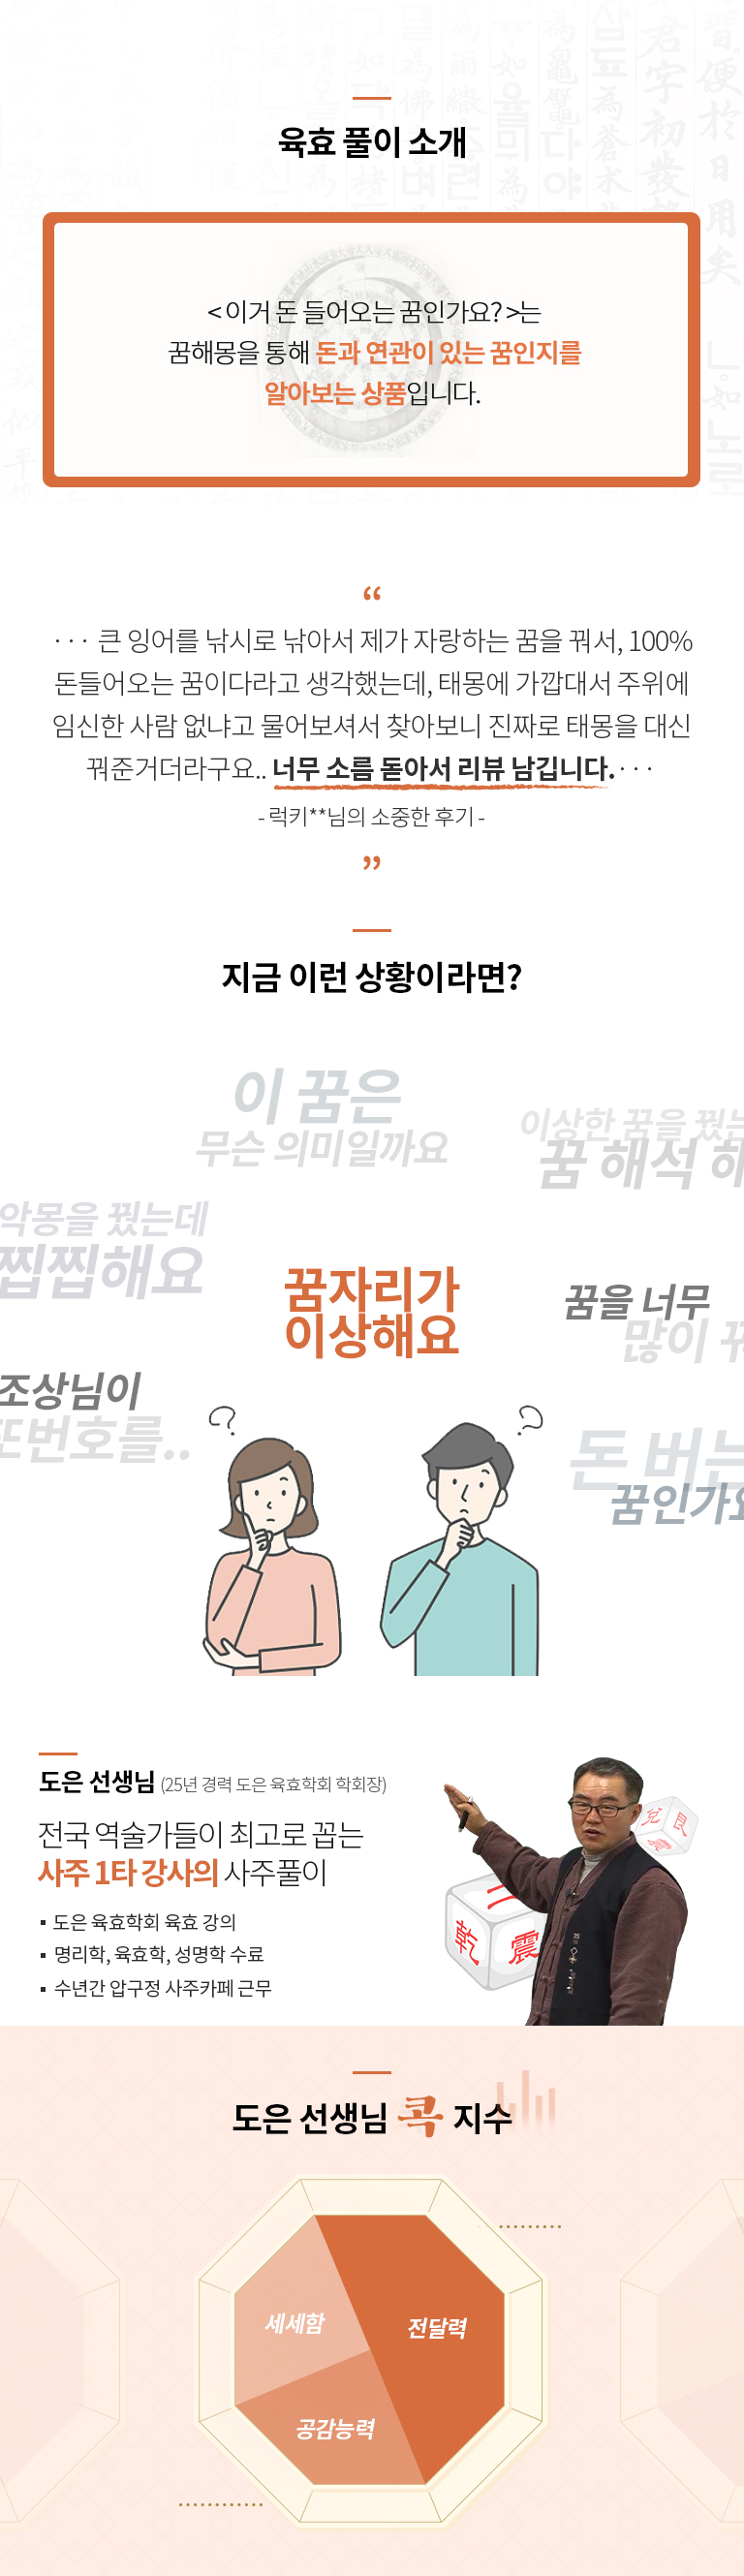 육효 풀이 소개
< 이거 돈 들어오는 꿈인가요? >는
꿈해몽을 통해 돈과 연관이 있는 꿈인지를
알아보는 상품입니다.
“
··· 큰 잉어를 낚시로 낚아서 제가 자랑하는 꿈을 꿔서, 100%
돈들어오는 꿈이다라고 생각했는데, 태몽에 가깝대서 주위에
임신한 사람 없냐고 물어보셔서 찾아보니 진짜로 태몽을 대신
꿔준거더라구요.. 너무 소름 돋아서 리뷰 남깁니다.···
- 럭키**님의 소중한 후기 -
”
지금 이런 상황이라면?
이 꿈은
무슨 의미일까요
이상한 꿈을 꿨는
꿈 해석 해
악몽을 꿨는데
찝찝해요
꿈자리가
이상해요
꿈을 너무
많이 꿔
조상님이
또번호를..
돈 버는
꿈인가요
?
?
도은 선생님 (25년 경력 도은 육효학회 학회장)
전국 역술가들이 최고로 꼽는
사주 1타 강사의 사주풀이
▪ 도은 육효학회 육효 강의
▪ 명리학, 육효학, 성명학 수료
▪ 수년간 압구정 사주카페 근무
兌 艮
乾 震
도은 선생님 콕 지수
세세함
전달력
공감능력